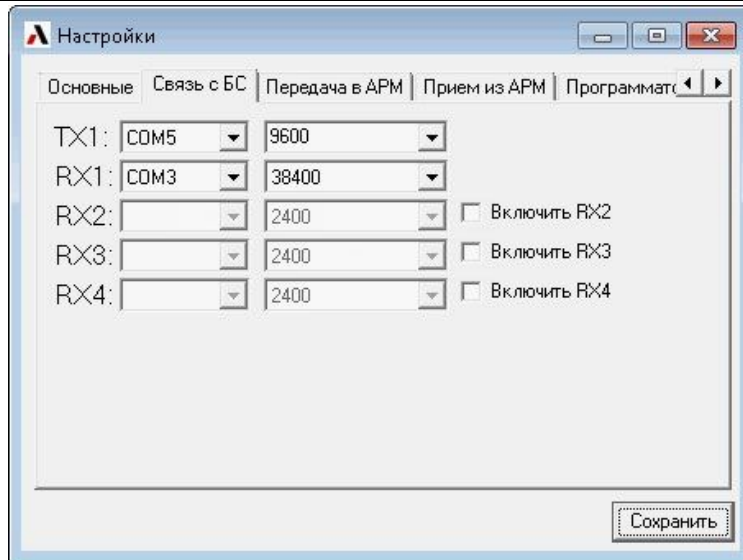 Настройки
Основные Связь с БС Передача в АРМ Прием из АРМ Программато
TX1: COM5 9600
RX1: COM3 38400
RX2: 2400 Включить RX2
RX3: 2400 Включить RX3
RX4: 2400 Включить RX4
Сохранить